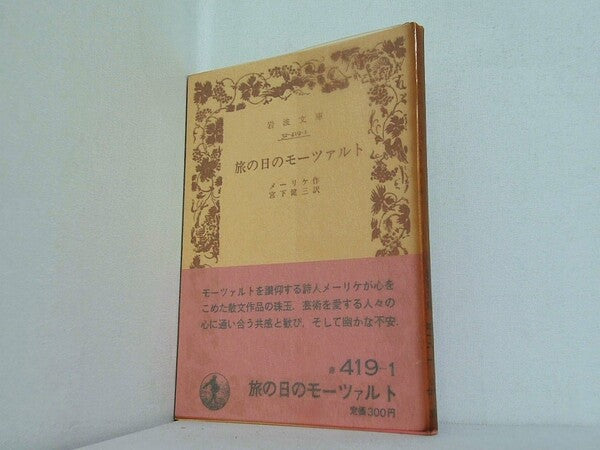 岩波文庫
32-419-1
旅の日のモーツァルト
メーリケ作
宮下健三訳
モーツァルトを讃仰する詩人メーリケが心を
こめた散文作品の珠玉．芸術を愛する人々の
心に通い合う共感と歓び，そして幽かな不安．
赤 419-1
旅の日のモーツァルト
定価300円